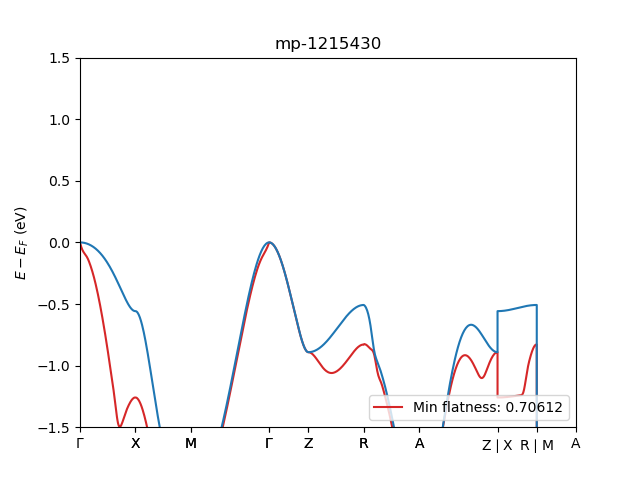 mp-1215430
1.5
1.0
0.5
0.0
−0.5
−1.0
−1.5
E − E_F (eV)
Min flatness: 0.70612
Γ X M Γ Z R A Z | X R | M A